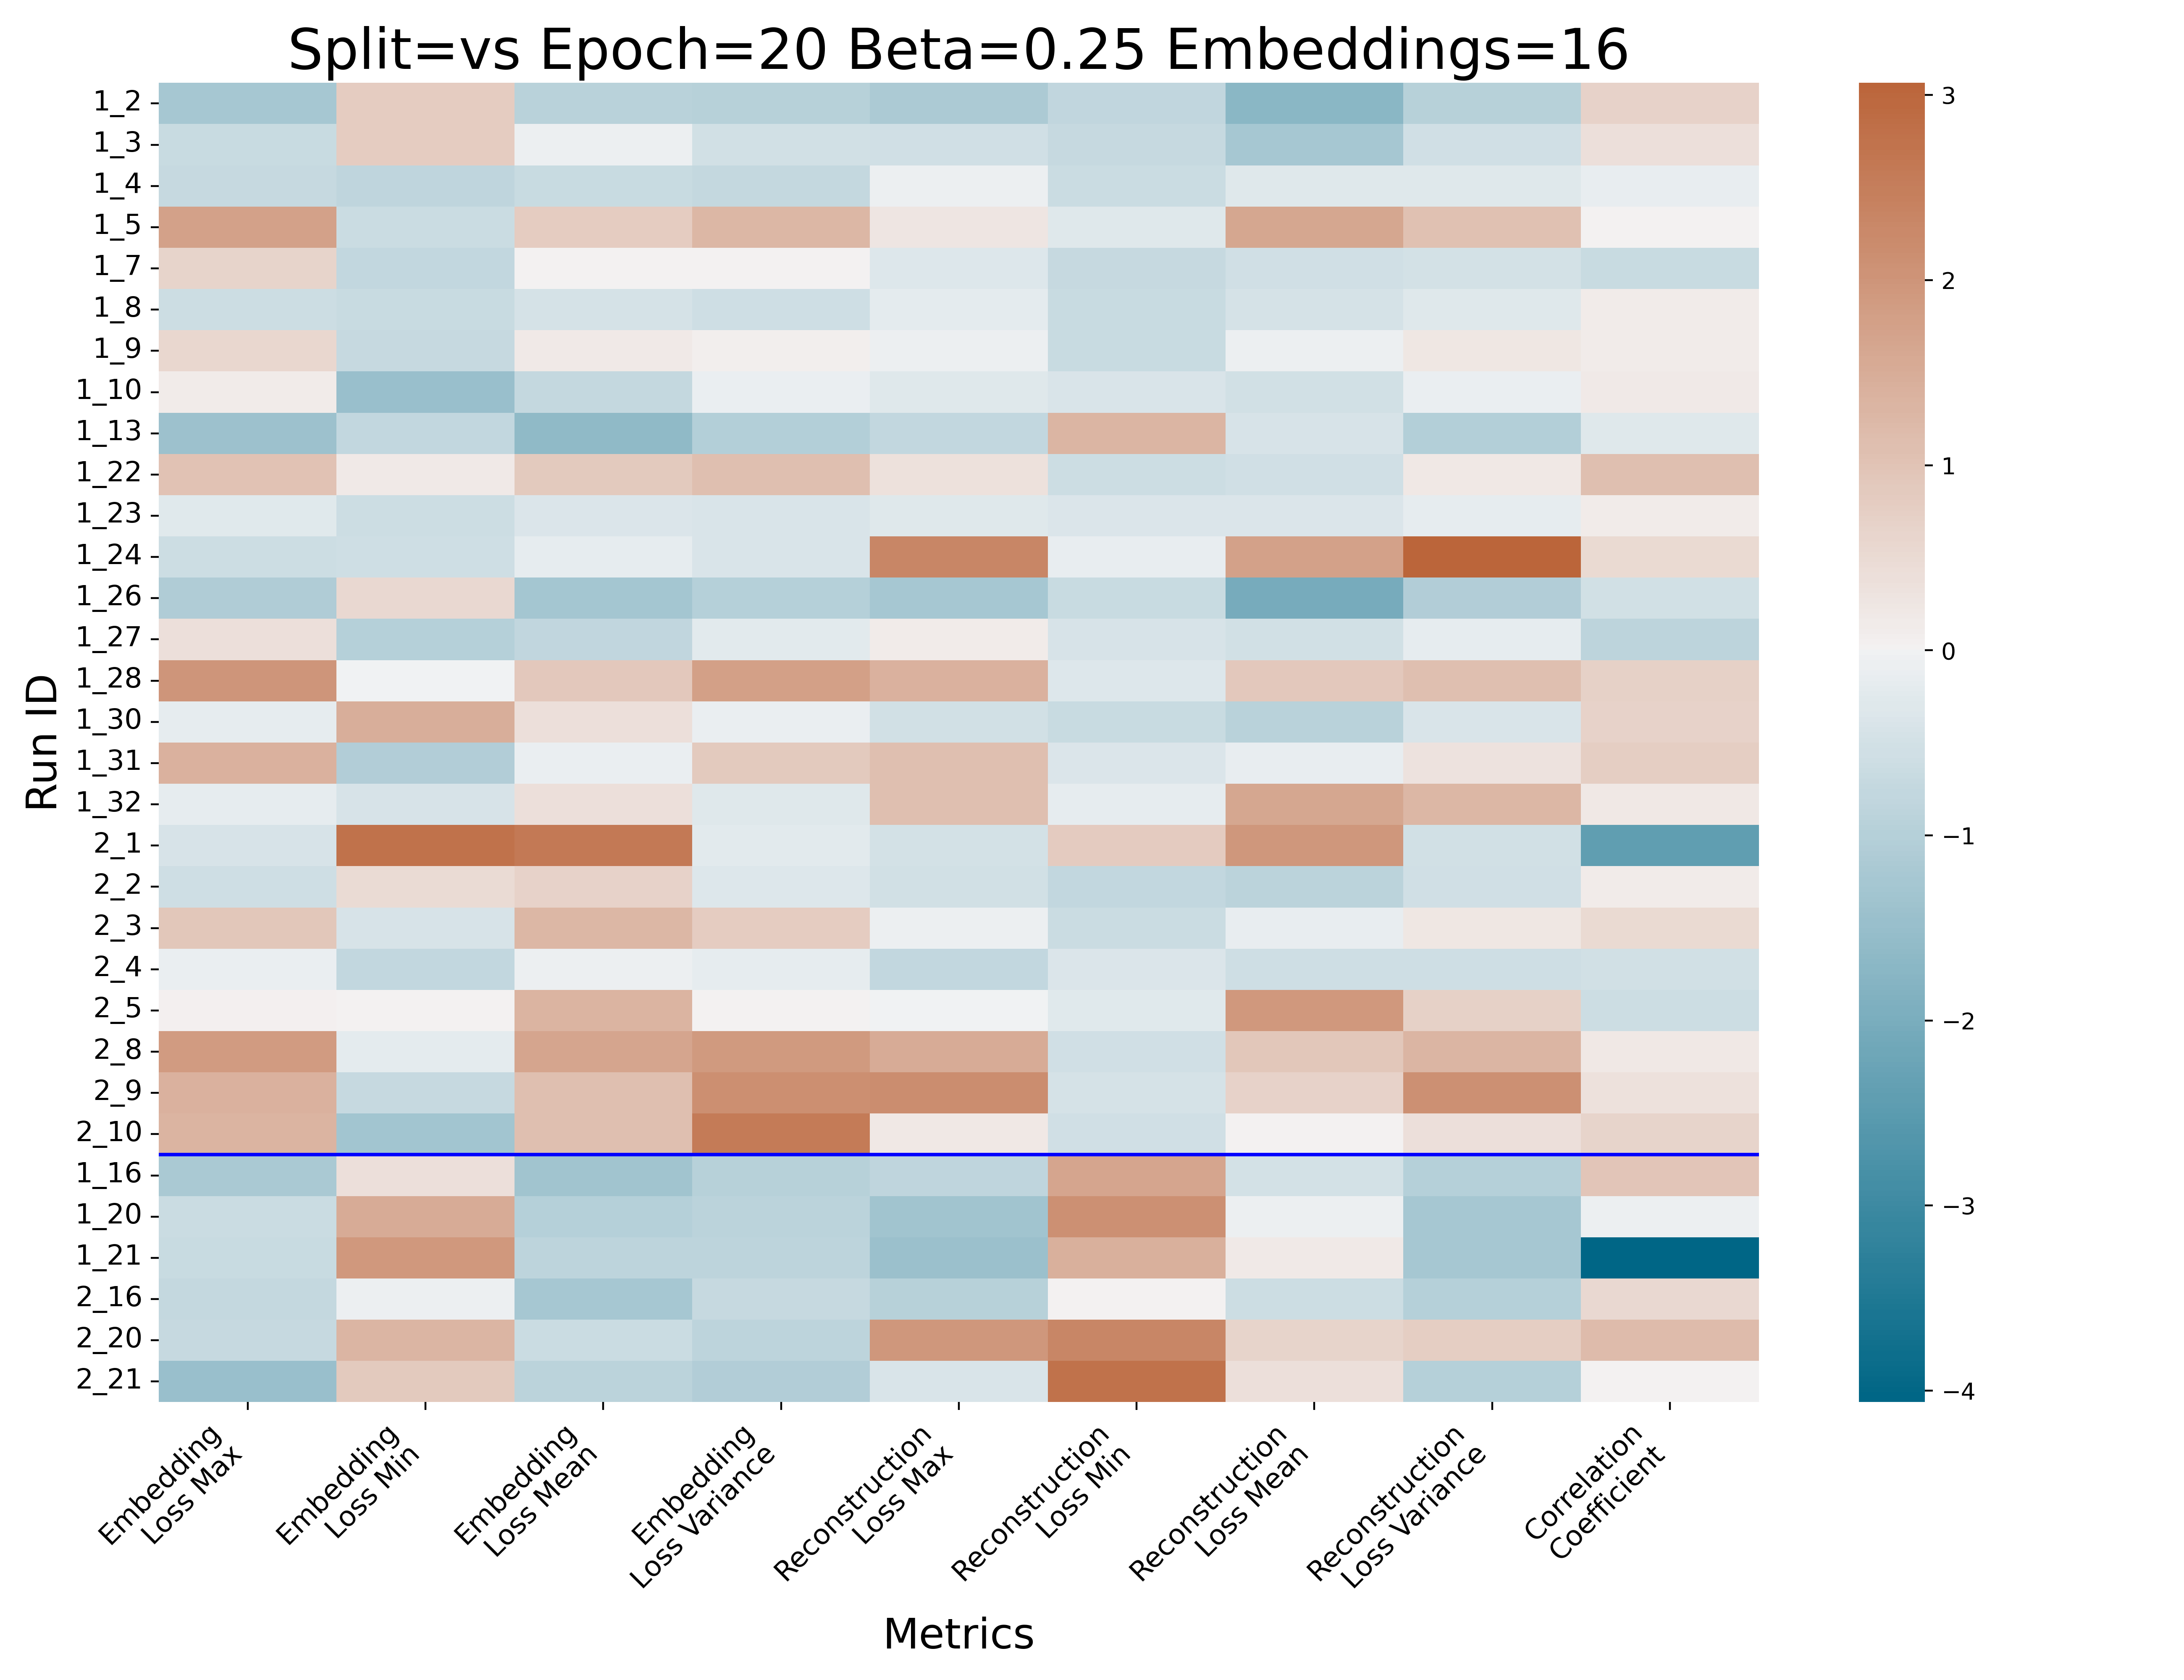 Split=vs Epoch=20 Beta=0.25 Embeddings=16
Run ID
1_2
1_3
1_4
1_5
1_7
1_8
1_9
1_10
1_13
1_22
1_23
1_24
1_26
1_27
1_28
1_30
1_31
1_32
2_1
2_2
2_3
2_4
2_5
2_8
2_9
2_10
1_16
1_20
1_21
2_16
2_20
2_21
Embedding
Loss Max
Embedding
Loss Min
Embedding
Loss Mean
Embedding
Loss Variance
Reconstruction
Loss Max
Reconstruction
Loss Min
Reconstruction
Loss Mean
Reconstruction
Loss Variance
Correlation
Coefficient
Metrics
3
2
1
0
−1
−2
−3
−4